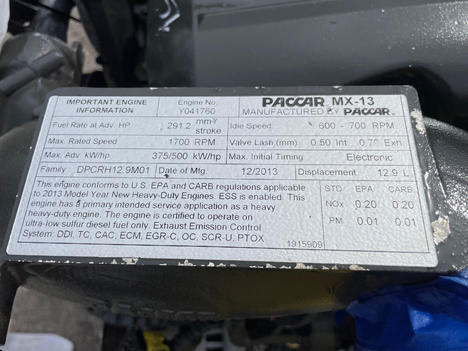 IMPORTANT ENGINE INFORMATION
Engine No. Y041760
PACCAR MX-13
MANUFACTURED BY PACCAR
Fuel Rate at Adv. HP 291.2 mm³/stroke
Idle Speed 600 - 700 RPM
Max. Rated Speed 1700 RPM
Valve Lash (mm) 0.50 Int 0.70 Exh
Max. Adv. kW/hp 375/500 kW/hp
Max. Initial Timing Electronic
Family DPCRH12.9M01 Date of Mfg. 12/2013
Displacement 12.9 L
This engine conforms to U.S. EPA and CARB regulations applicable
to 2013 Model Year New Heavy-Duty Engines. ESS is enabled. This
engine has a primary intended service application as a heavy
heavy-duty engine. The engine is certified to operate on
ultra-low sulfur diesel fuel only. Exhaust Emission Control
System: DDI, TC, CAC, ECM, EGR-C, OC, SCR-U, PTOX
STD EPA CARB
NOx 0.20 0.20
PM 0.01 0.01
1915909